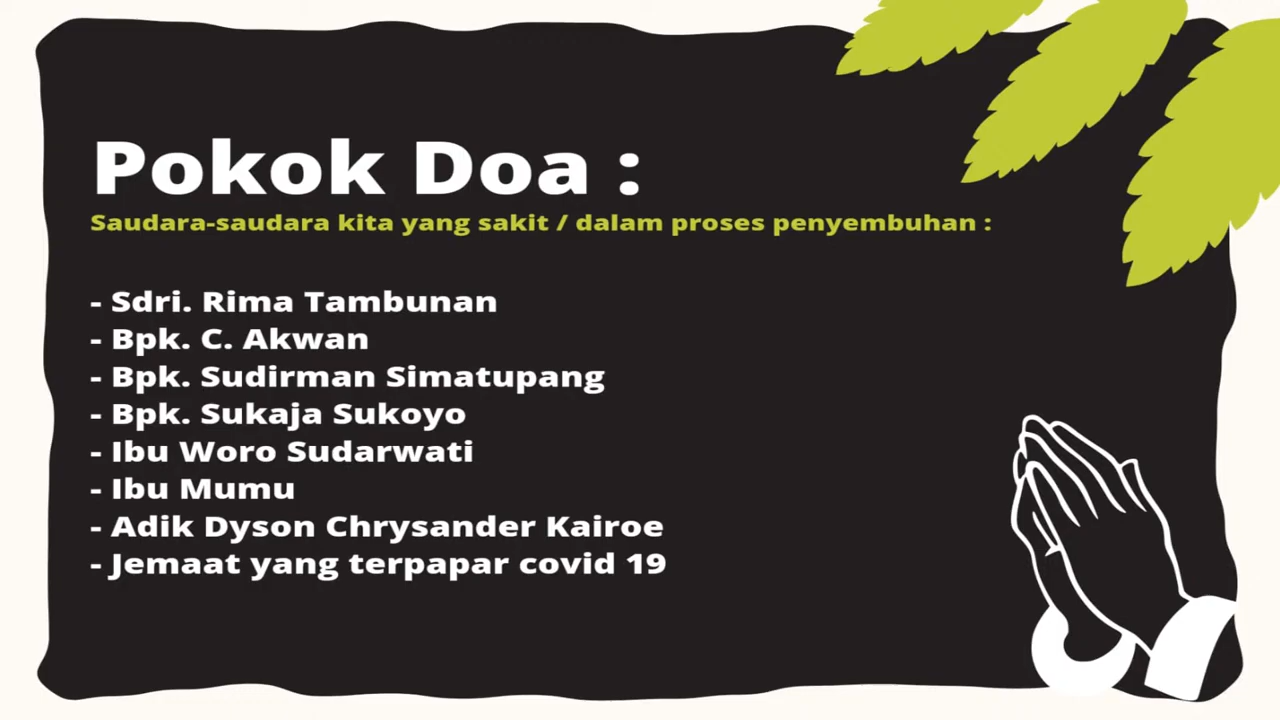 Pokok Doa :
Saudara-saudara kita yang sakit / dalam proses penyembuhan :
- Sdri. Rima Tambunan
- Bpk. C. Akwan
- Bpk. Sudirman Simatupang
- Bpk. Sukaja Sukoyo
- Ibu Woro Sudarwati
- Ibu Mumu
- Adik Dyson Chrysander Kairoe
- Jemaat yang terpapar covid 19